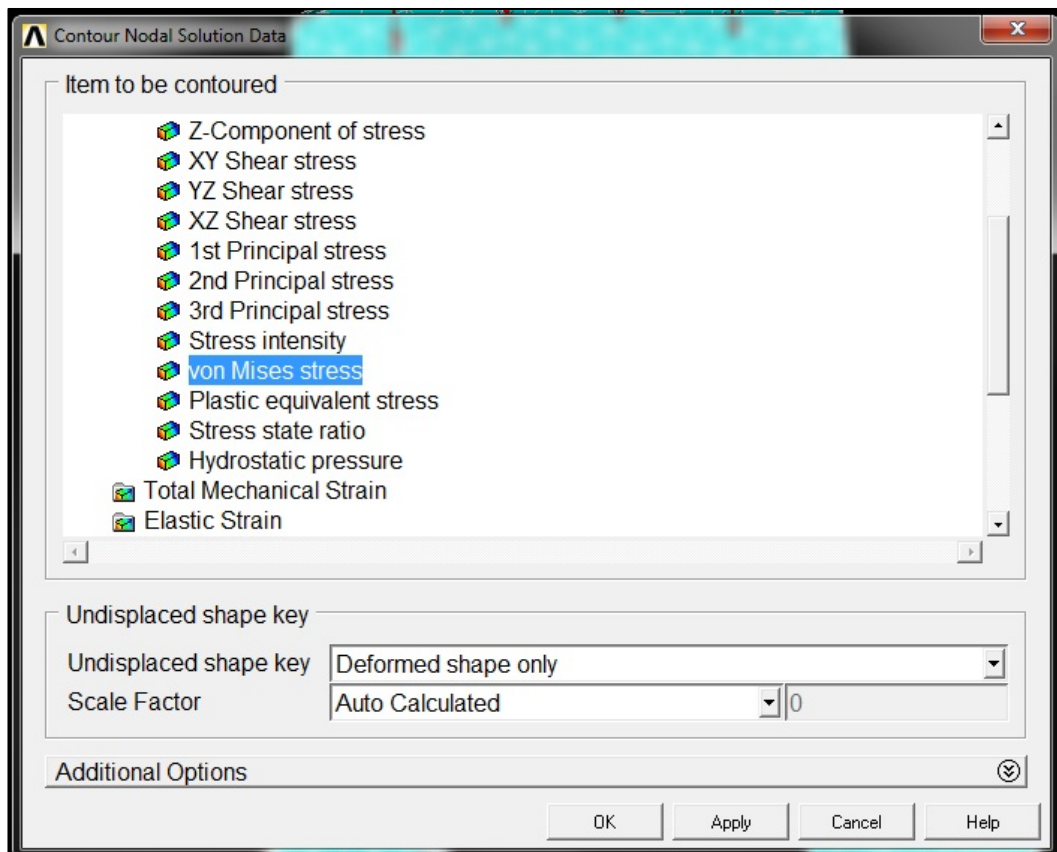 Contour Nodal Solution Data
Item to be contoured
Z-Component of stress
XY Shear stress
YZ Shear stress
XZ Shear stress
1st Principal stress
2nd Principal stress
3rd Principal stress
Stress intensity
von Mises stress
Plastic equivalent stress
Stress state ratio
Hydrostatic pressure
Total Mechanical Strain
Elastic Strain
Undisplaced shape key
Undisplaced shape key Deformed shape only
Scale Factor Auto Calculated 0
Additional Options
OK Apply Cancel Help